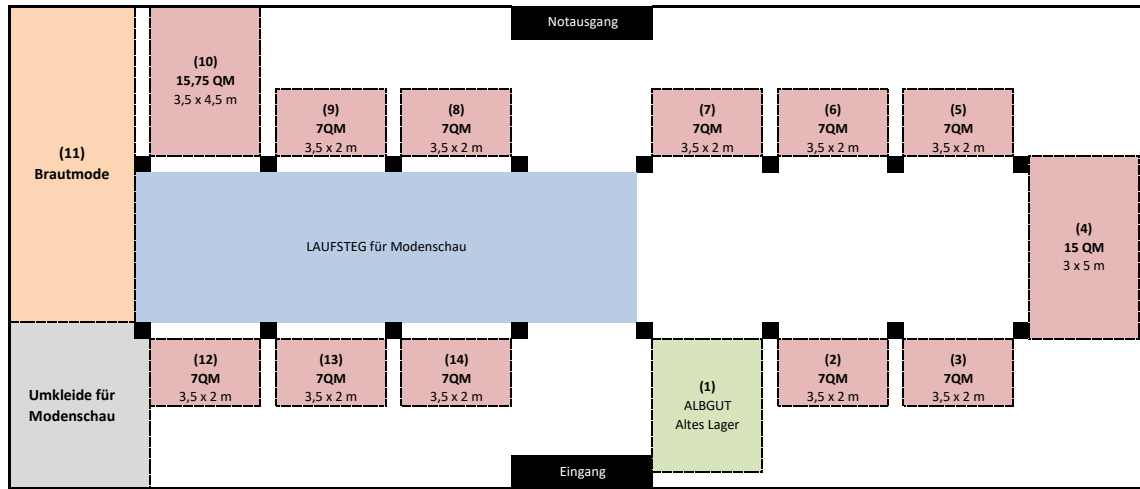 Notausgang
(10)
15,75 QM
3,5 x 4,5 m
(9)
7QM
3,5 x 2 m
(8)
7QM
3,5 x 2 m
(7)
7QM
3,5 x 2 m
(6)
7QM
3,5 x 2 m
(5)
7QM
3,5 x 2 m
(11)
Brautmode
LAUFSTEG für Modenschau
(4)
15 QM
3 x 5 m
Umkleide für
Modenschau
(12)
7QM
3,5 x 2 m
(13)
7QM
3,5 x 2 m
(14)
7QM
3,5 x 2 m
(1)
ALBGUT
Altes Lager
(2)
7QM
3,5 x 2 m
(3)
7QM
3,5 x 2 m
Eingang